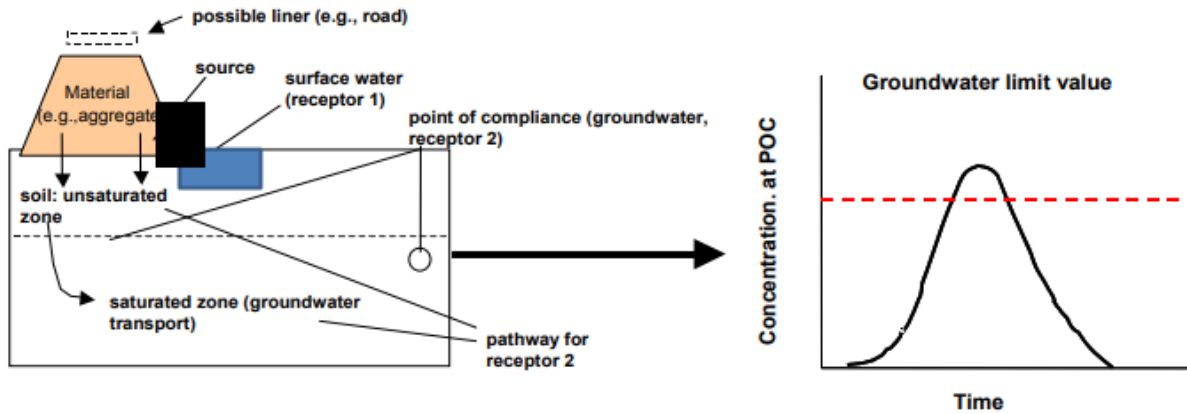 possible liner (e.g., road)
source
surface water
(receptor 1)
Material
(e.g.,aggregate
point of compliance (groundwater,
receptor 2)
soil: unsaturated
zone
saturated zone (groundwater
transport)
pathway for
receptor 2
Groundwater limit value
Concentration. at POC
Time